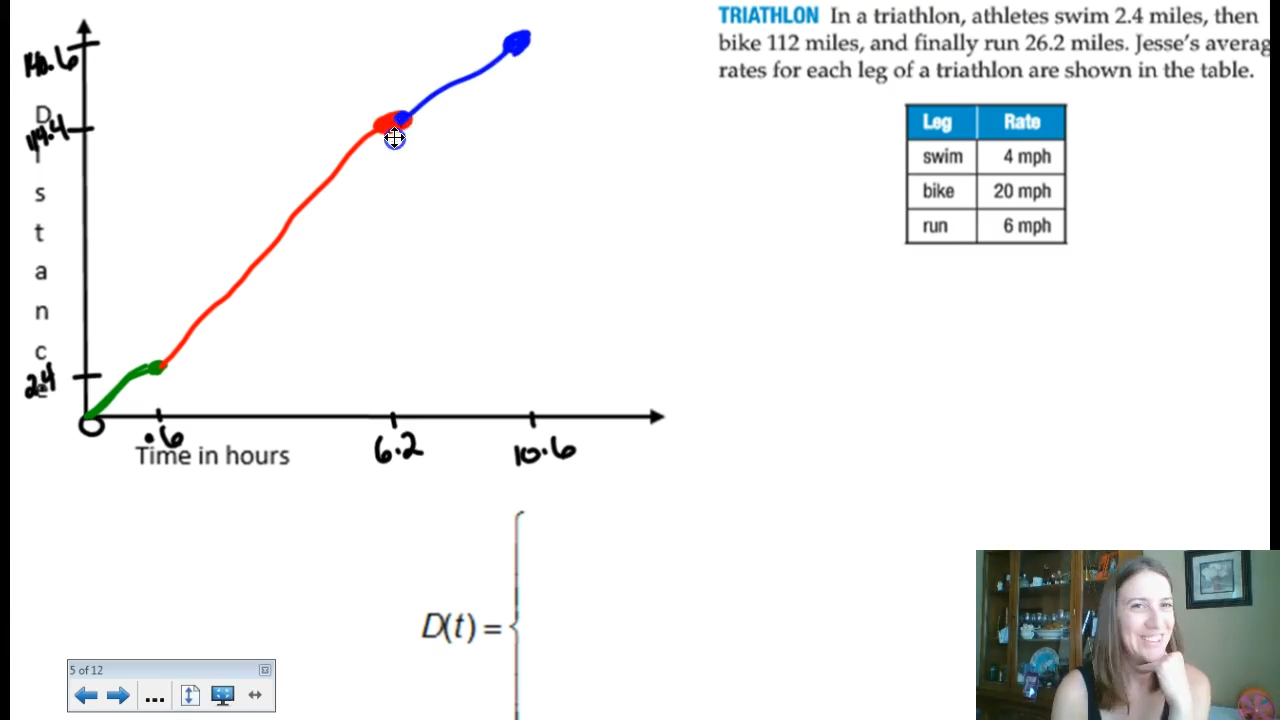 TRIATHLON In a triathlon, athletes swim 2.4 miles, then
bike 112 miles, and finally run 26.2 miles. Jesse's averag
rates for each leg of a triathlon are shown in the table.
Leg Rate
swim 4 mph
bike 20 mph
run 6 mph
140.6
D
114.4
i
s
t
a
n
c
e
2.4
0
.6
6.2
10.6
Time in hours
D(t) =
5 of 12
...